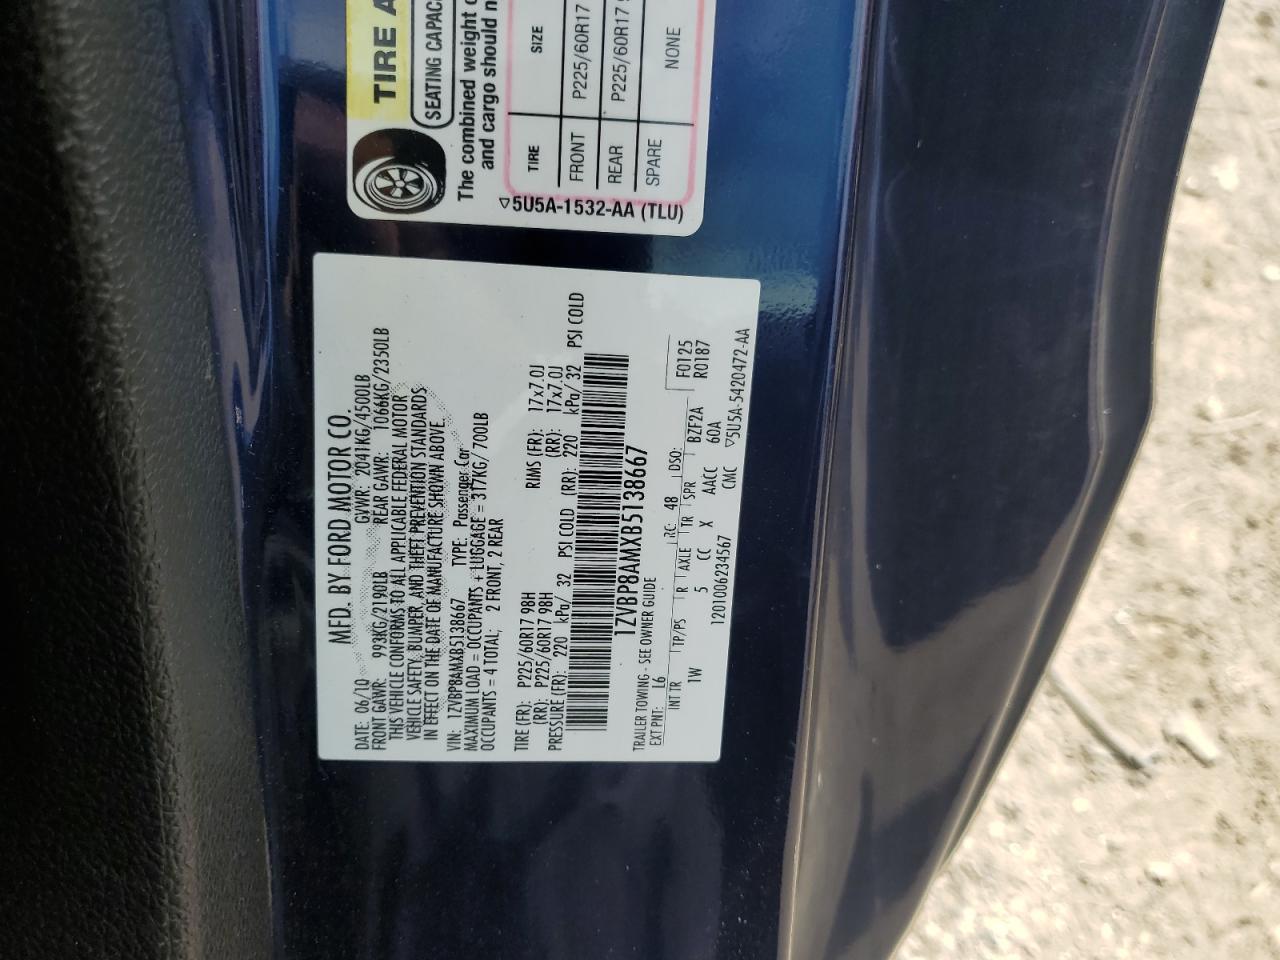 MFD. BY FORD MOTOR CO.
DATE: 06/10 GVWR: 2041KG/4500LB
FRONT GAWR: 993KG/2190LB REAR GAWR: 1066KG/2350LB
THIS VEHICLE CONFORMS TO ALL APPLICABLE FEDERAL MOTOR
VEHICLE SAFETY, BUMPER, AND THEFT PREVENTION STANDARDS
IN EFFECT ON THE DATE OF MANUFACTURE SHOWN ABOVE.
VIN: 1ZVBP8AMXB5138667 TYPE: Passenger Car
MAXIMUM LOAD = OCCUPANTS + LUGGAGE = 317KG/700LB
OCCUPANTS = 4 TOTAL: 2 FRONT, 2 REAR
TIRE (FR): P225/60R17 98H RIMS (FR): 17x7.0J
(RR): P225/60R17 98H (RR): 17x7.0J
PRESSURE (FR): 220 kPa/ 32 PSI COLD (RR): 220 kPa/ 32 PSI COLD
1ZVBP8AMXB5138667
TRAILER TOWING - SEE OWNER GUIDE
EXT PNT: L6 RC: 48 DSO: F0125
R0187
INT TR TP/PS R AXLE TR SPR BZF2A
1W 5 CC X AACC 60A
1201006234567 CMC ▽5U5A-5420472-AA
TIRE A
SEATING CAPAC
The combined weight o
and cargo should n
TIRE SIZE
FRONT P225/60R17
REAR P225/60R17
SPARE NONE
▽5U5A-1532-AA (TLU)